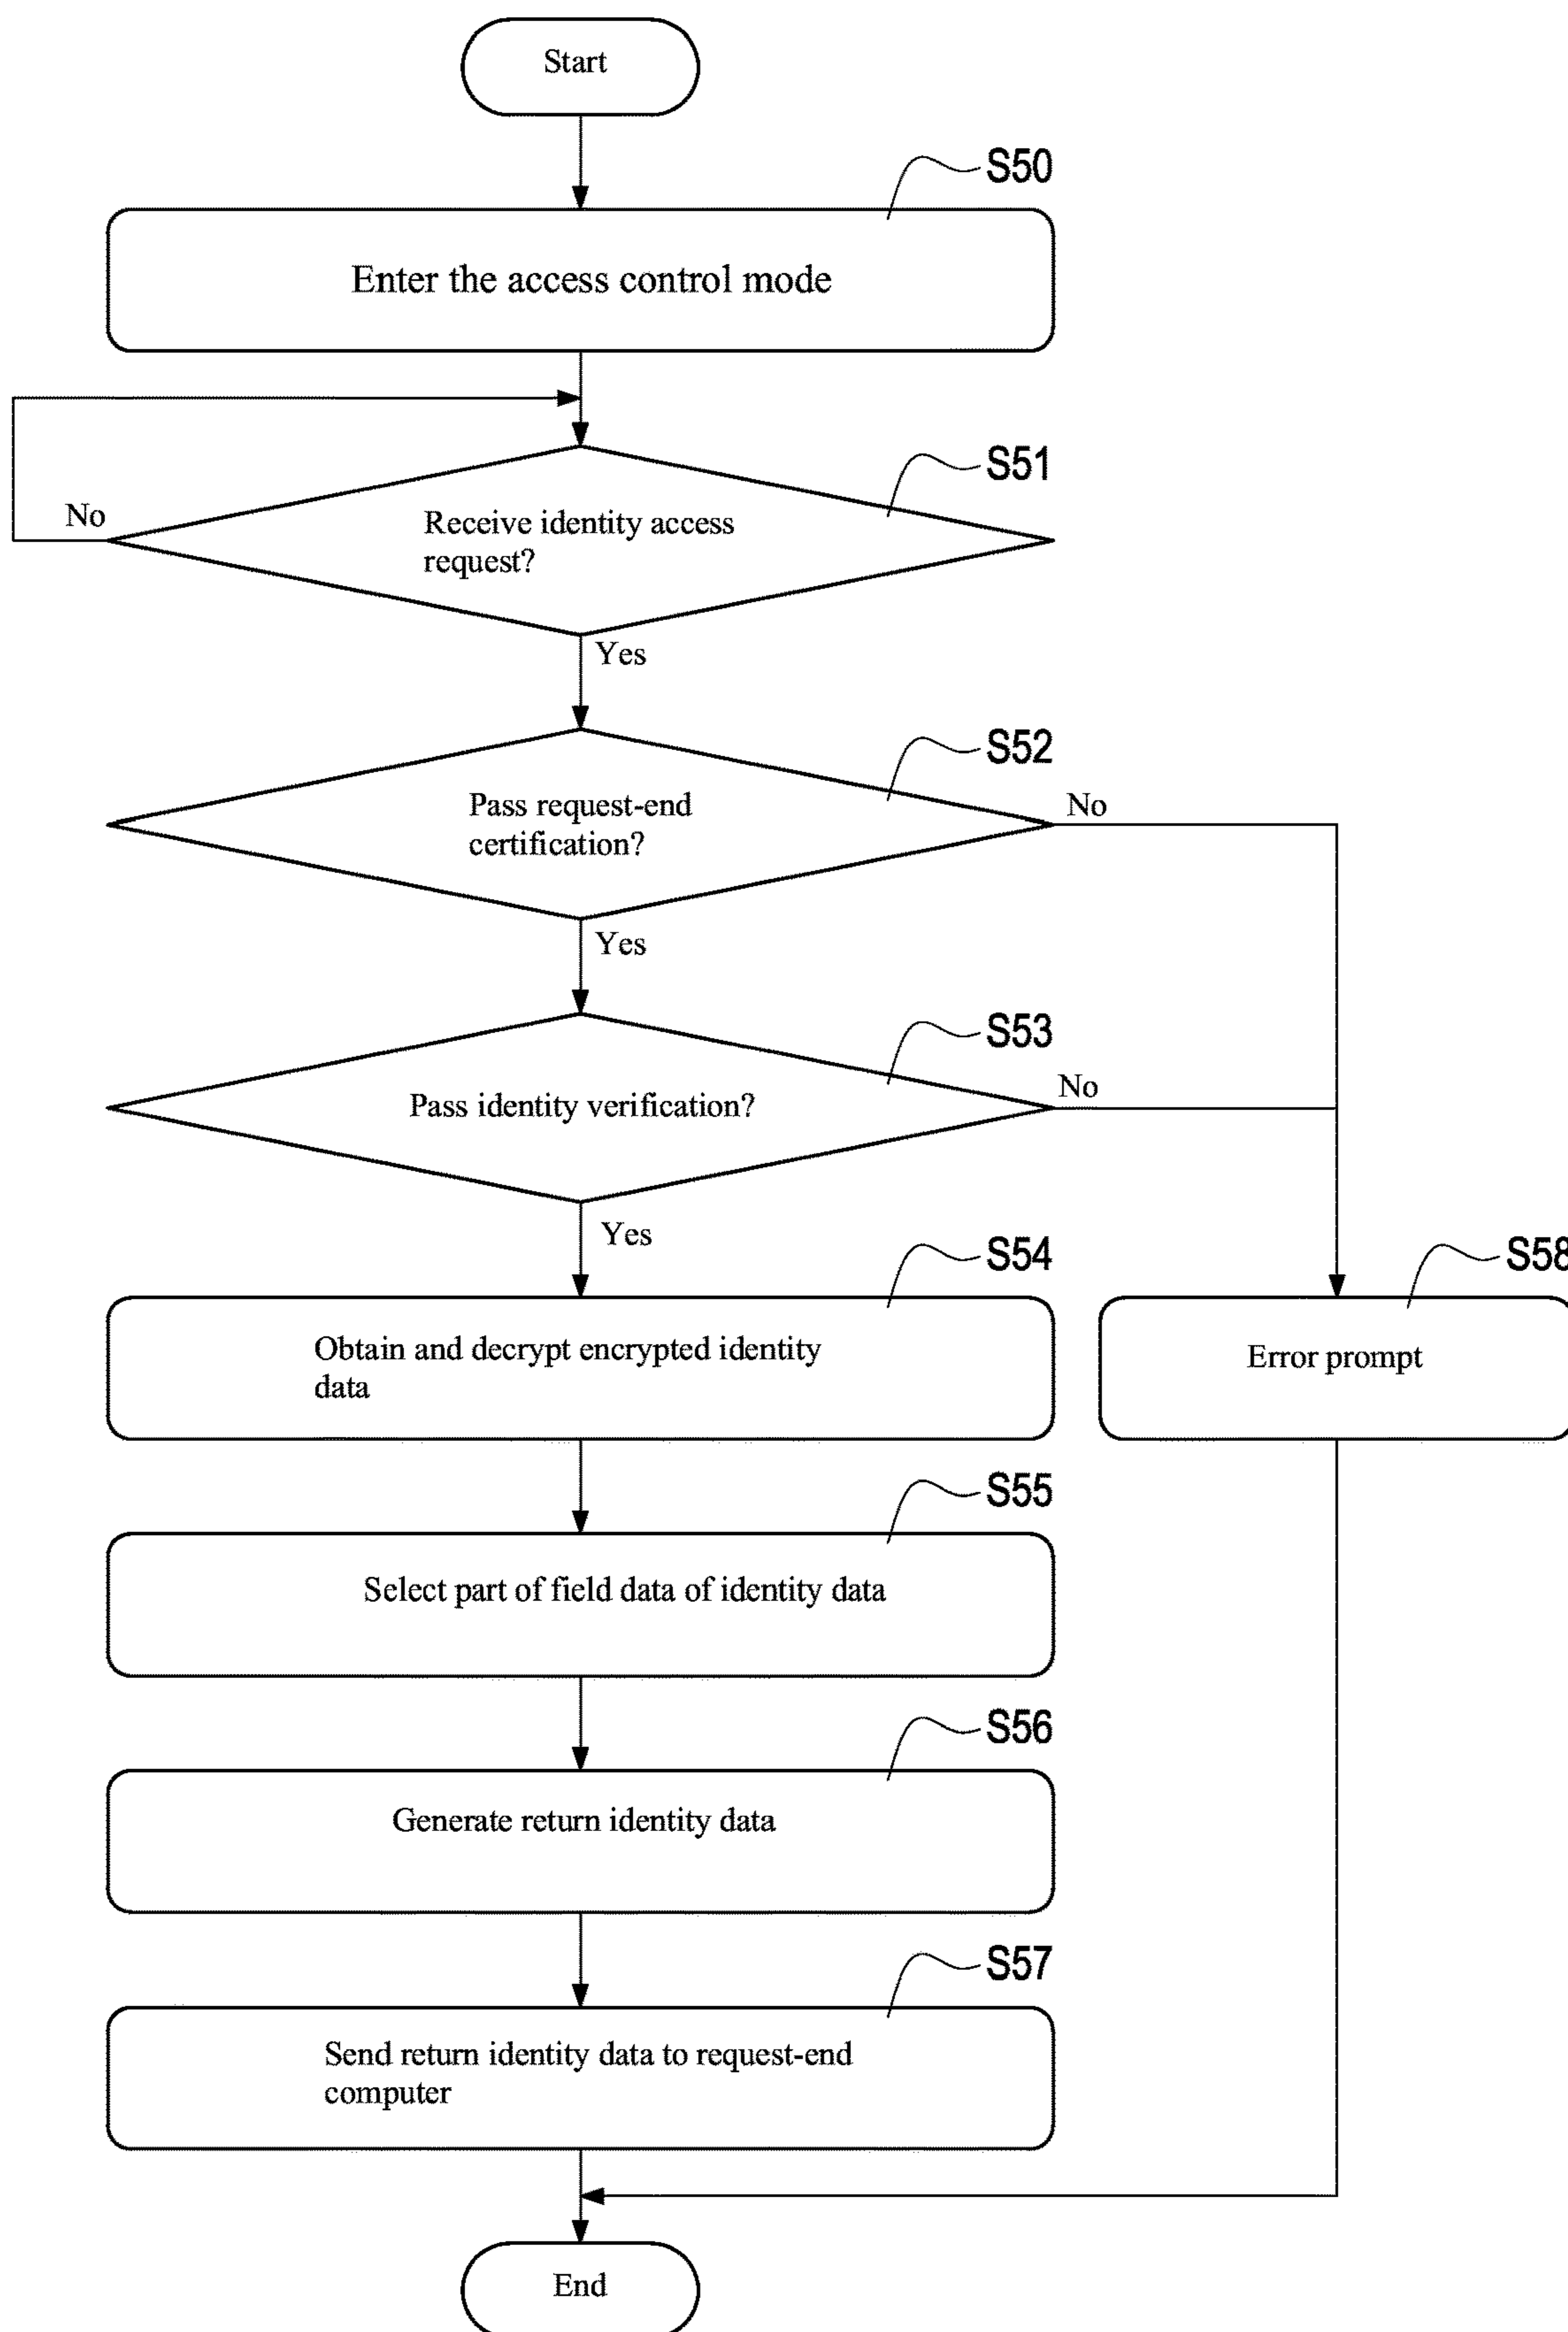 Start
S50
Enter the access control mode
S51
No
Receive identity access
request?
Yes
S52
No
Pass request-end
certification?
Yes
S53
No
Pass identity verification?
Yes
S54
S58
Obtain and decrypt encrypted identity
data
Error prompt
S55
Select part of field data of identity data
S56
Generate return identity data
S57
Send return identity data to request-end
computer
End